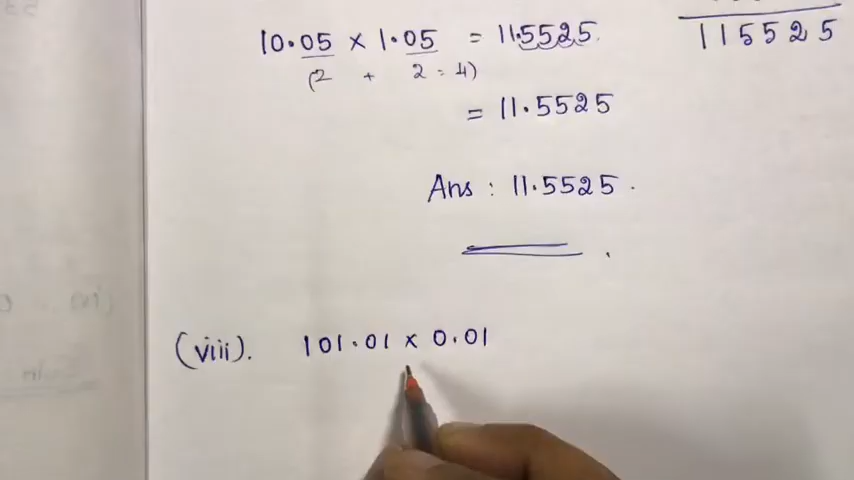 10.05 × 1.05 = 11.5525
115525
(2 + 2 = 4)
= 11.5525
Ans : 11.5525 .
(viii). 101.01 × 0.01